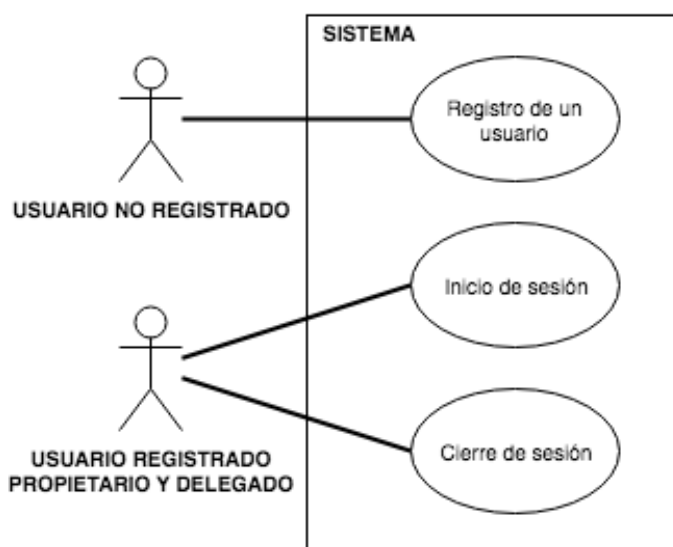 SISTEMA
Registro de un
usuario
USUARIO NO REGISTRADO
Inicio de sesión
Cierre de sesión
USUARIO REGISTRADO
PROPIETARIO Y DELEGADO